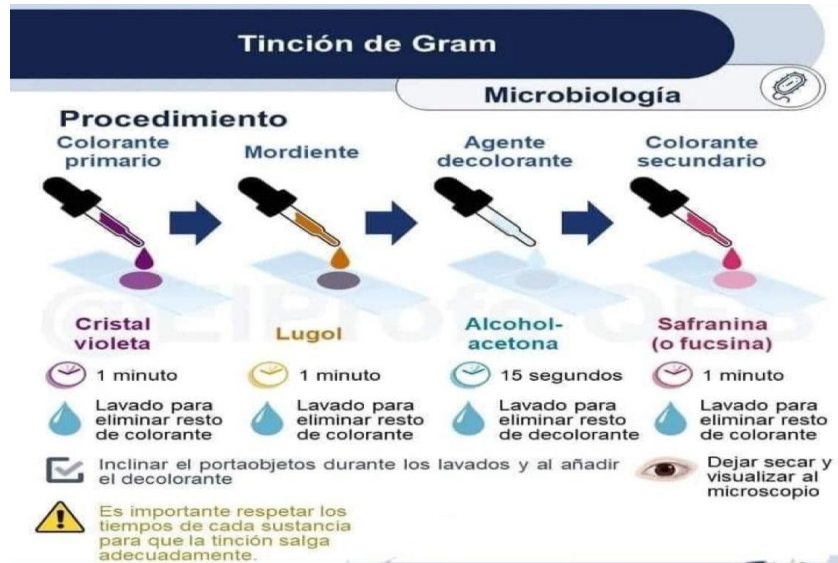 Tinción de Gram
Microbiología
Procedimiento
Colorante
primario
Mordiente
Agente
decolorante
Colorante
secundario
Cristal
violeta
Lugol
Alcohol-
acetona
Safranina
(o fucsina)
1 minuto
1 minuto
15 segundos
1 minuto
Lavado para
eliminar resto
de colorante
Lavado para
eliminar resto
de colorante
Lavado para
eliminar resto
de decolorante
Lavado para
eliminar resto
de colorante
Inclinar el portaobjetos durante los lavados y al añadir
el decolorante
Dejar secar y
visualizar al
microscopio
Es importante respetar los
tiempos de cada sustancia
para que la tinción salga
adecuadamente.